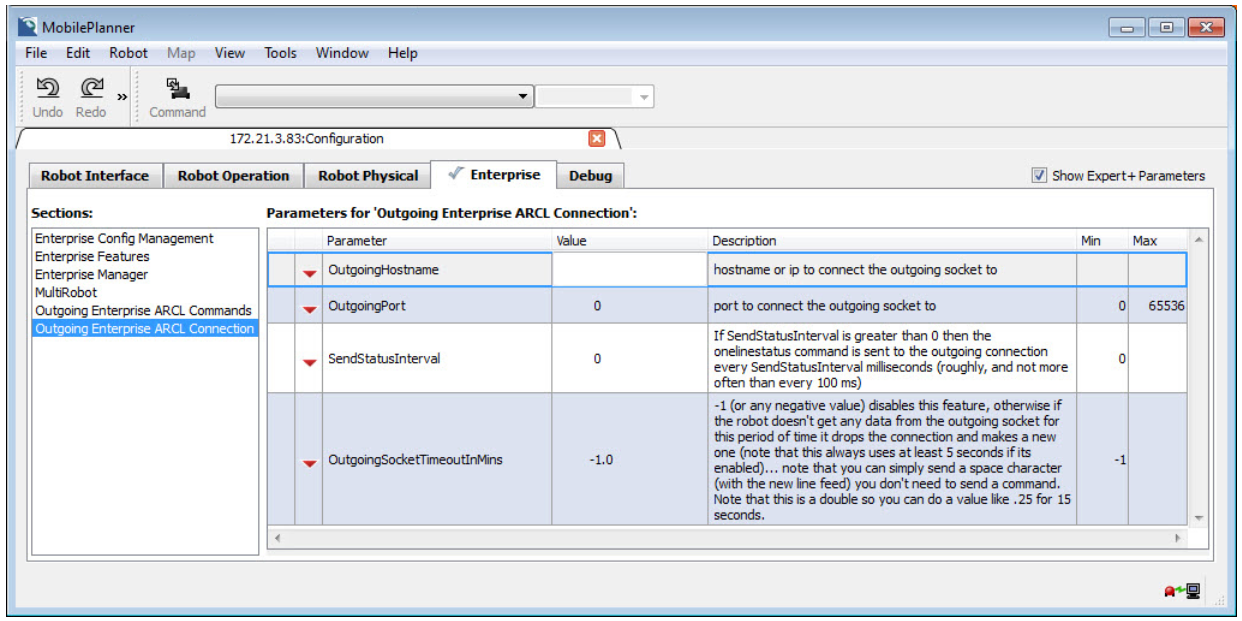 MobilePlanner
File Edit Robot Map View Tools Window Help
Undo Redo » Command
172.21.3.83:Configuration
Robot Interface Robot Operation Robot Physical Enterprise Debug Show Expert+ Parameters
Sections:
Enterprise Config Management
Enterprise Features
Enterprise Manager
MultiRobot
Outgoing Enterprise ARCL Commands
Outgoing Enterprise ARCL Connection
Parameters for 'Outgoing Enterprise ARCL Connection':
Parameter Value Description Min Max
OutgoingHostname hostname or ip to connect the outgoing socket to
OutgoingPort 0 port to connect the outgoing socket to 0 65536
SendStatusInterval 0
If SendStatusInterval is greater than 0 then the
onelinestatus command is sent to the outgoing connection
every SendStatusInterval milliseconds (roughly, and not more
often than every 100 ms)
0
OutgoingSocketTimeoutInMins -1.0
-1 (or any negative value) disables this feature, otherwise if
the robot doesn't get any data from the outgoing socket for
this period of time it drops the connection and makes a new
one (note that this always uses at least 5 seconds if its
enabled)... note that you can simply send a space character
(with the new line feed) you don't need to send a command.
Note that this is a double so you can do a value like .25 for 15
seconds.
-1